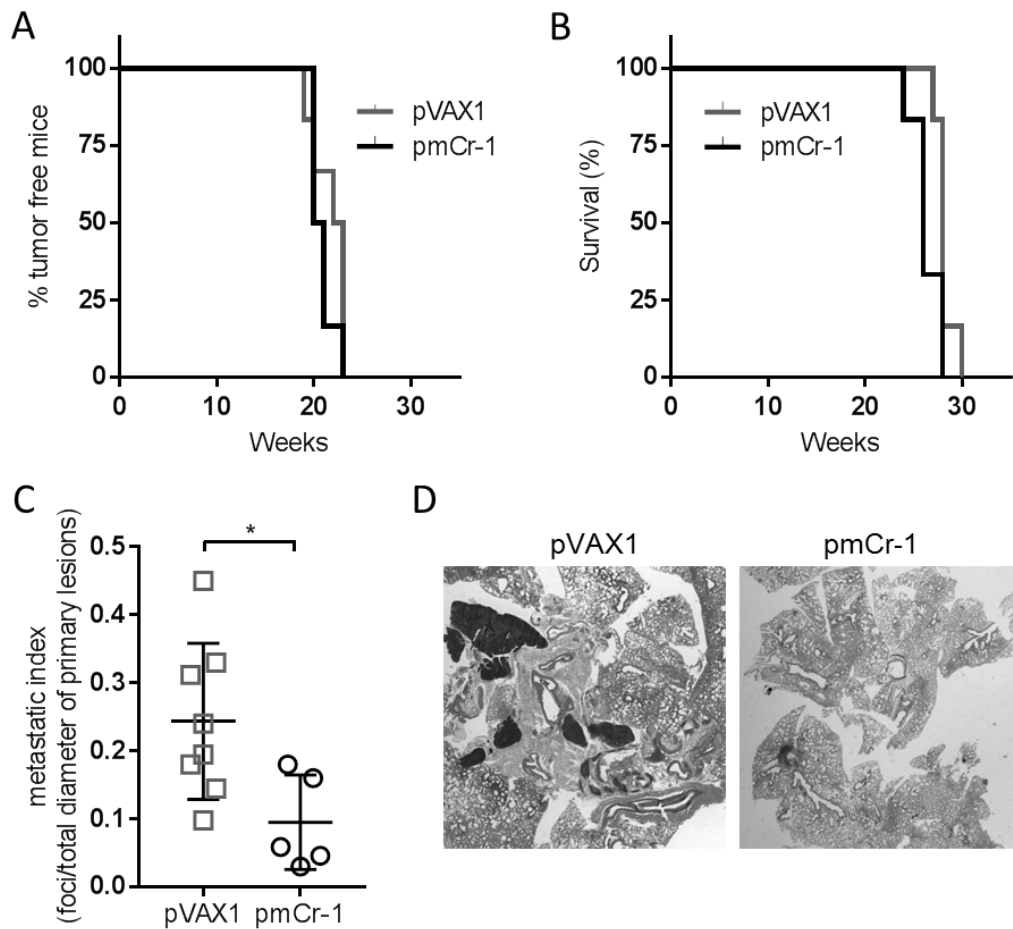 A
% tumor free mice
100
75
50
25
0
0 10 20 30
Weeks
pVAX1
pmCr-1
B
Survival (%)
100
75
50
25
0
0 10 20 30
Weeks
pVAX1
pmCr-1
C
metastatic index
(foci/total diameter of primary lesions)
0.5
0.4
0.3
0.2
0.1
0.0
*
pVAX1 pmCr-1
D
pVAX1 pmCr-1